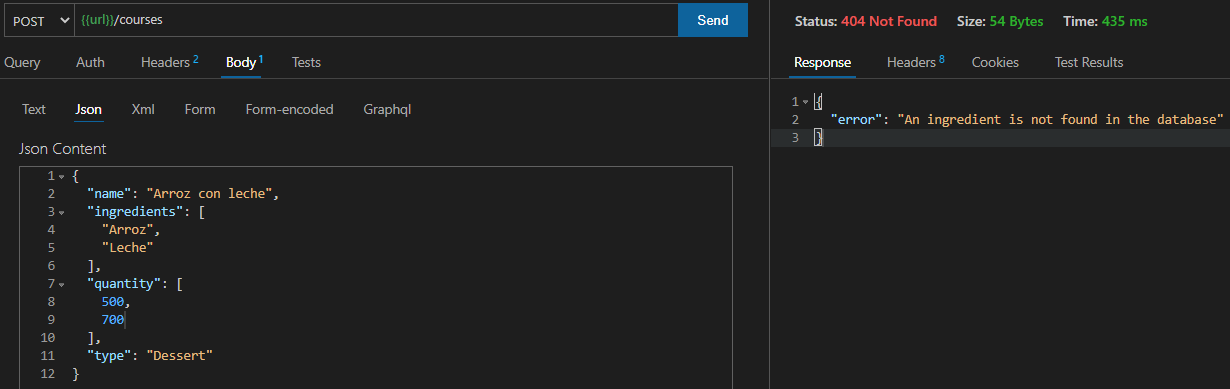 POST {{url}}/courses Send
Query Auth Headers 2 Body 1 Tests
Text Json Xml Form Form-encoded Graphql
Json Content
1 {
2 "name": "Arroz con leche",
3 "ingredients": [
4 "Arroz",
5 "Leche"
6 ],
7 "quantity": [
8 500,
9 700
10 ],
11 "type": "Dessert"
12 }
Status: 404 Not Found Size: 54 Bytes Time: 435 ms
Response Headers 8 Cookies Test Results
1 {
2 "error": "An ingredient is not found in the database"
3 }